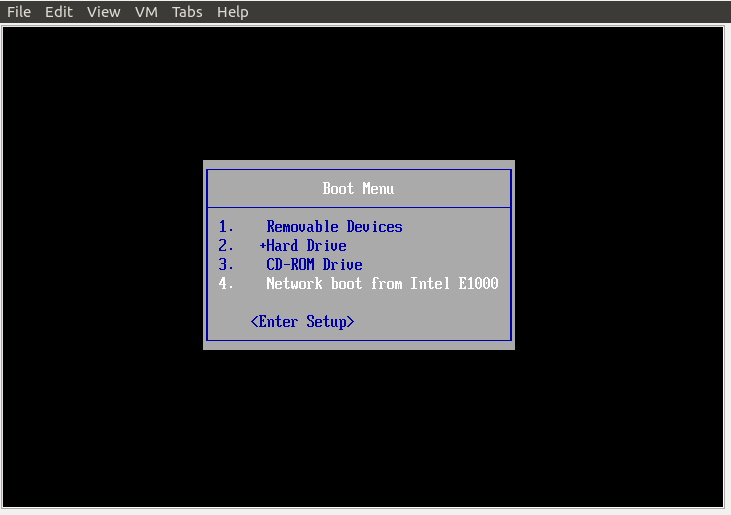 File Edit View VM Tabs Help
Boot Menu
1. Removable Devices
2. +Hard Drive
3. CD-ROM Drive
4. Network boot from Intel E1000
<Enter Setup>